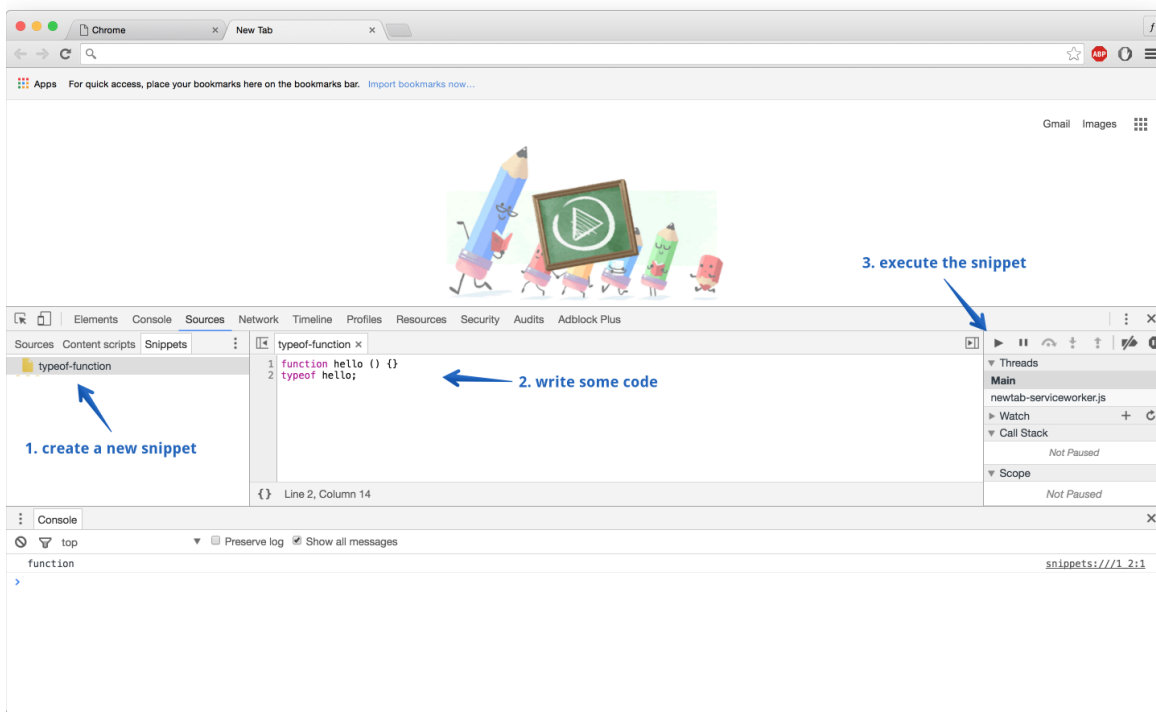 Chrome
New Tab
ABP
Apps For quick access, place your bookmarks here on the bookmarks bar. Import bookmarks now...
Gmail Images
3. execute the snippet
Elements Console Sources Network Timeline Profiles Resources Security Audits Adblock Plus
Sources Content scripts Snippets
typeof-function
typeof-function
1 function hello () {}
2 typeof hello;
2. write some code
1. create a new snippet
{} Line 2, Column 14
Threads
Main
newtab-serviceworker.js
Watch
Call Stack
Not Paused
Scope
Not Paused
Console
top Preserve log Show all messages
function snippets:///1_2:1
>